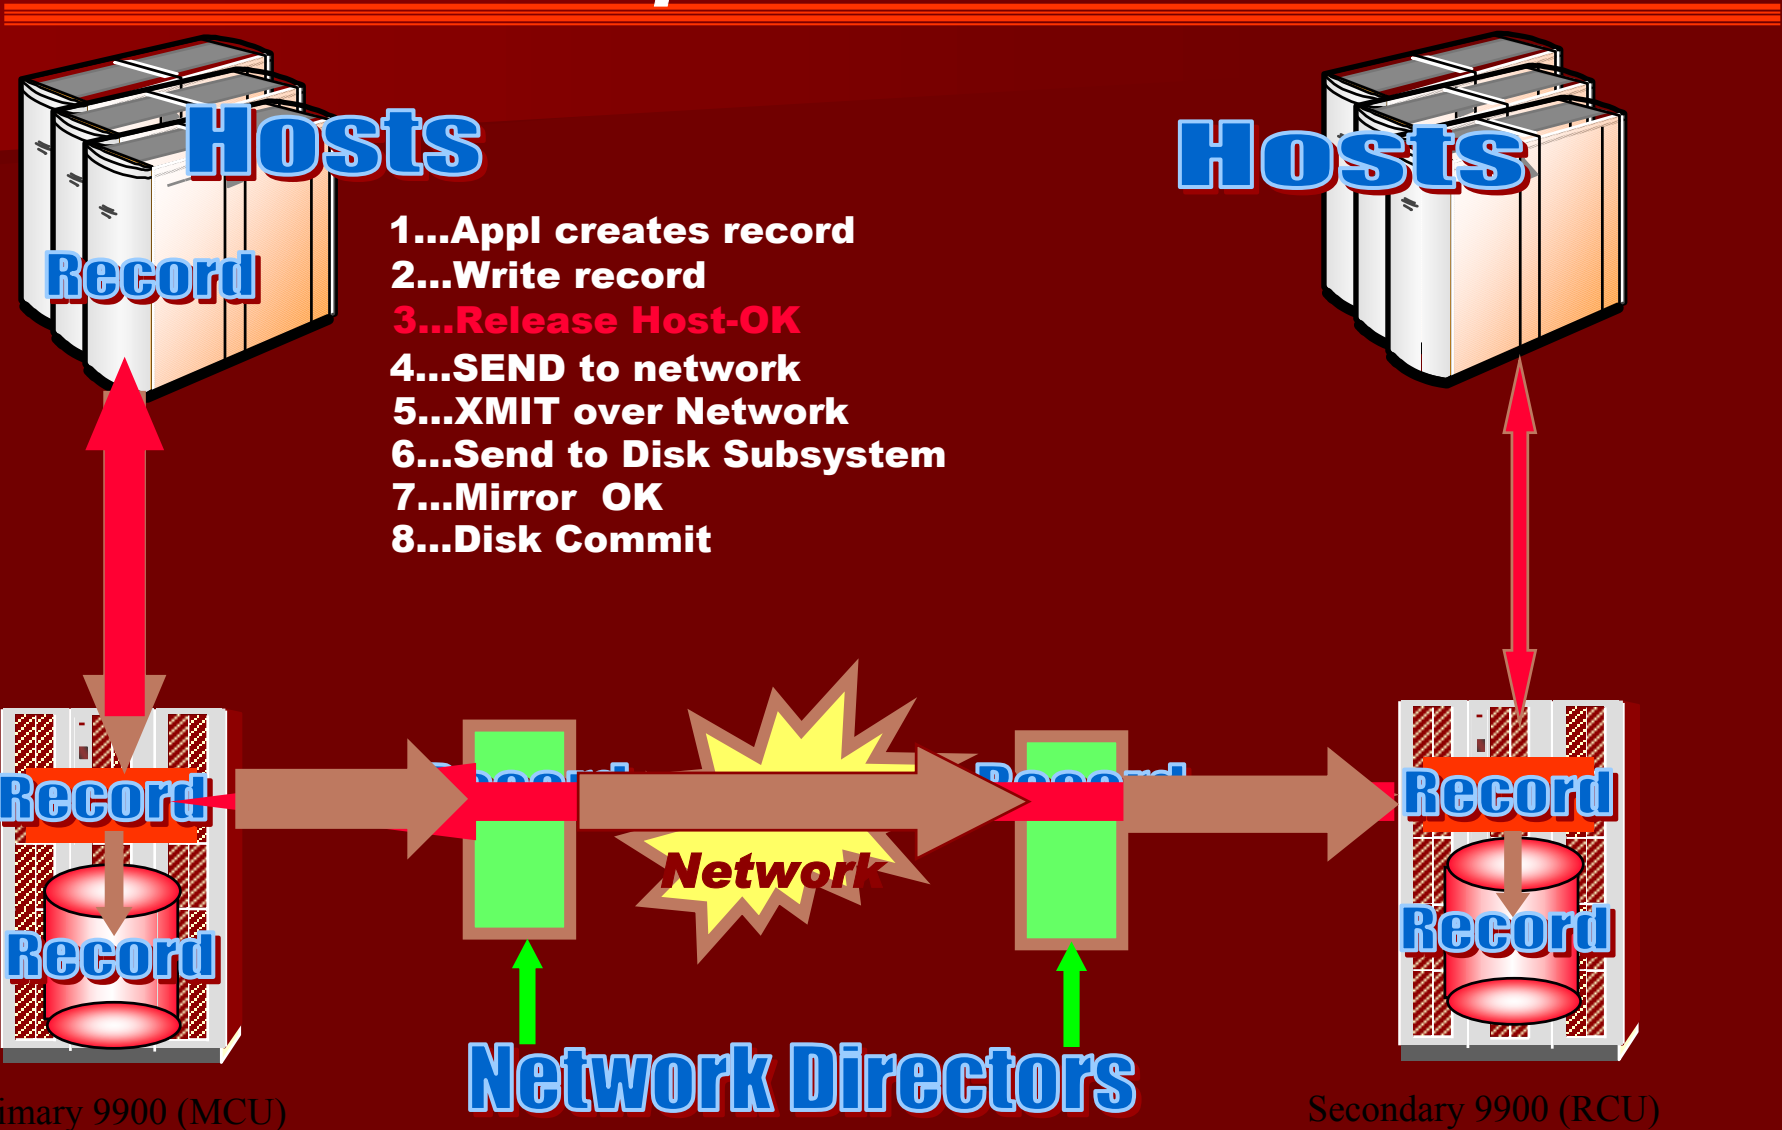 Hosts
Hosts
Record
1...Appl creates record
2...Write record
3...Release Host-OK
4...SEND to network
5...XMIT over Network
6...Send to Disk Subsystem
7...Mirror  OK
8...Disk Commit
Record
Record
Record
Record
Network
Record
Record
Network Directors
imary 9900 (MCU)
Secondary 9900 (RCU)